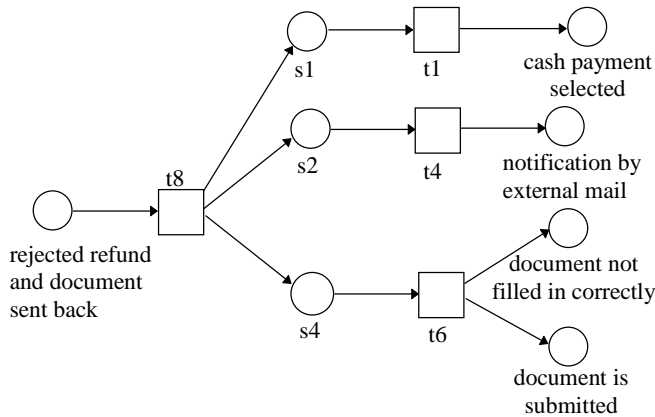 s1
t1
cash payment
selected
t8
s2
t4
notification by
external mail
rejected refund
and document
sent back
document not
filled in correctly
s4
t6
document is
submitted